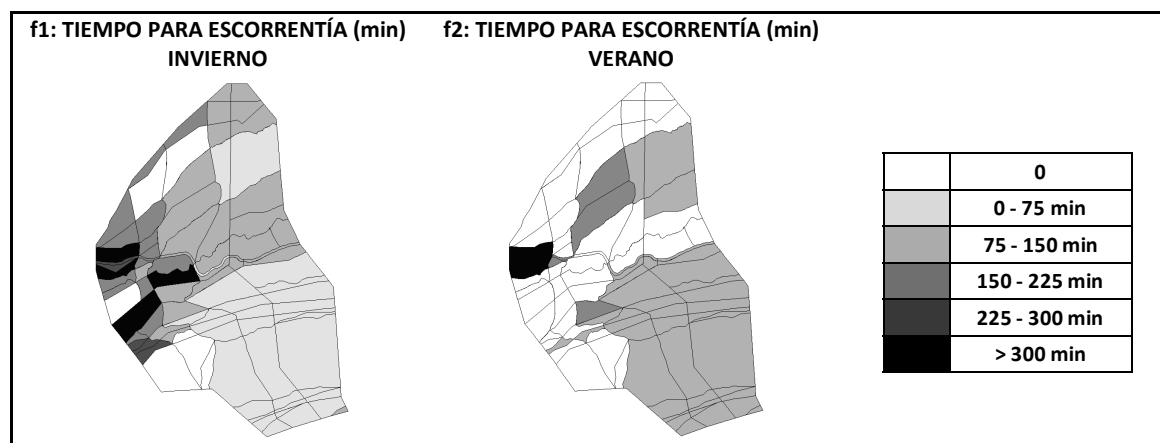 f1: TIEMPO PARA ESCORRENTÍA (min)
INVIERNO
f2: TIEMPO PARA ESCORRENTÍA (min)
VERANO
0
0 - 75 min
75 - 150 min
150 - 225 min
225 - 300 min
> 300 min